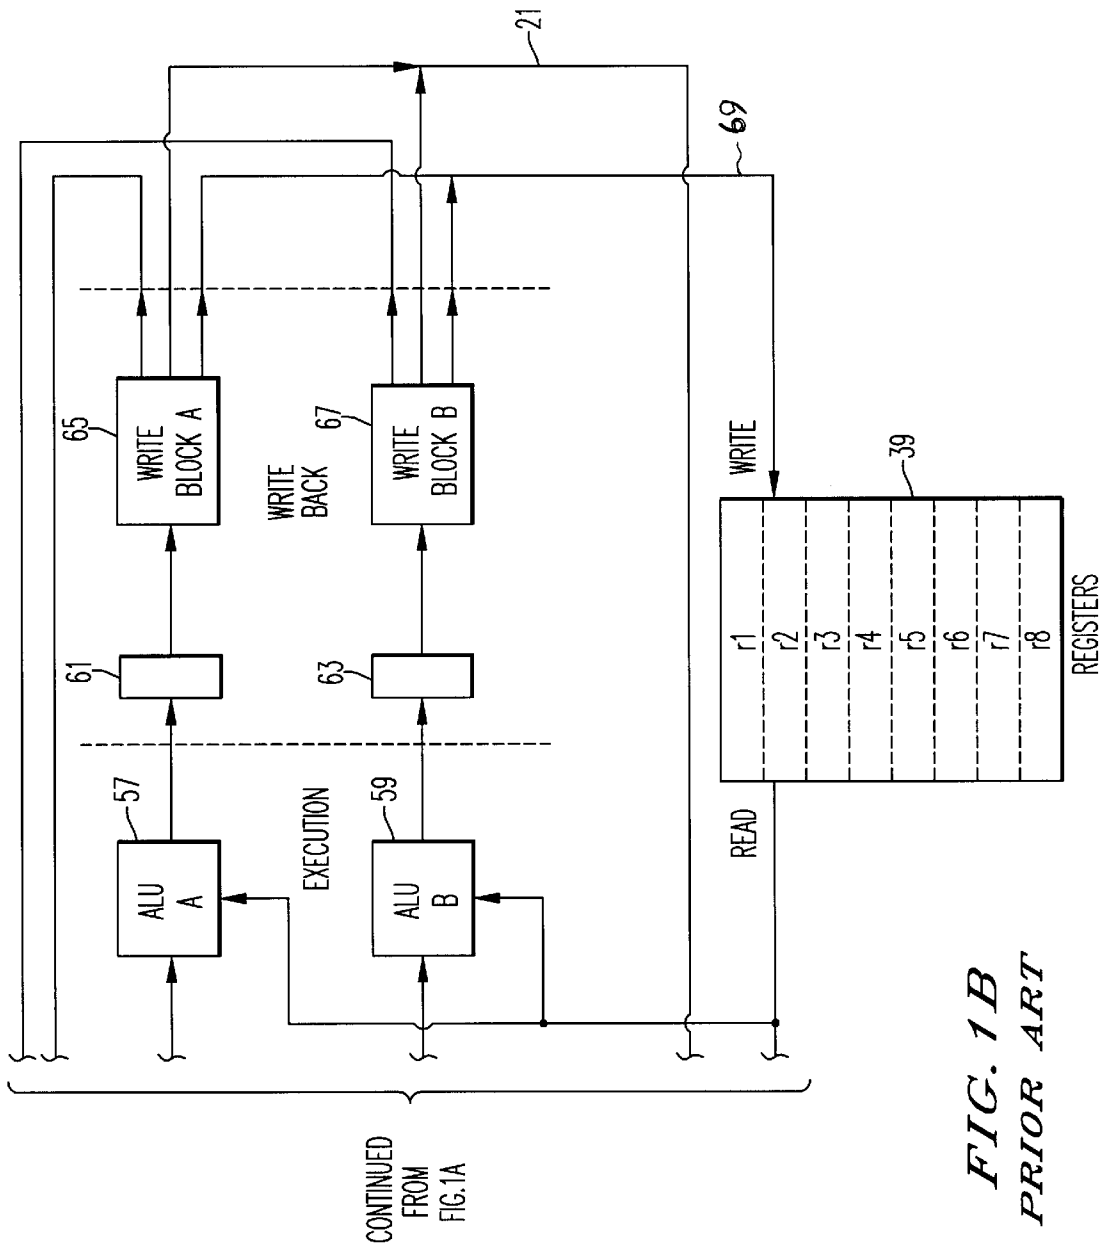 21
69
65
WRITE
BLOCK A
67
WRITE
BLOCK B
WRITE
BACK
61
63
57
ALU
A
59
ALU
B
EXECUTION
WRITE
39
READ
r1
r2
r3
r4
r5
r6
r7
r8
REGISTERS
CONTINUED
FROM
FIG.1A
FIG. 1B
PRIOR ART